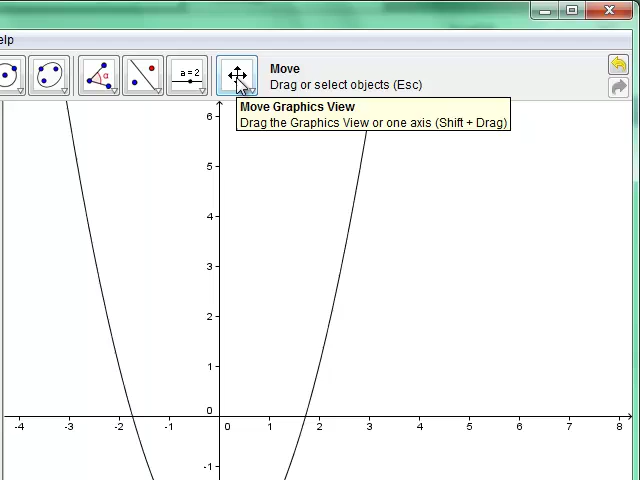 elp
α
a = 2
Move
Drag or select objects (Esc)
Move Graphics View
Drag the Graphics View or one axis (Shift + Drag)
6
5
4
3
2
1
0
-4 -3 -2 -1 0 1 2 3 4 5 6 7 8
-1